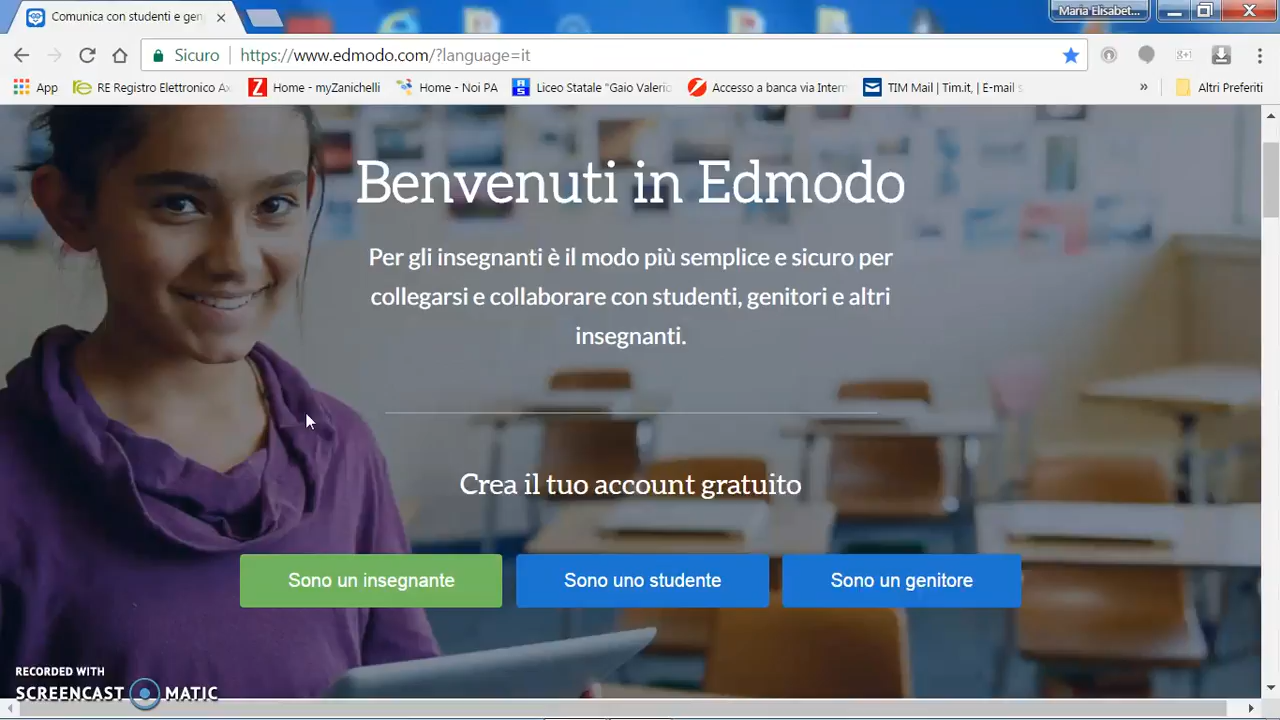 Comunica con studenti e gen
Maria Elisabet...
Sicuro
https://www.edmodo.com/?language=it
App
RE Registro Elettronico Ax
Home - myZanichelli
Home - NoiPA
Liceo Statale "Gaio Valerio
Accesso a banca via Intern
TIM Mail | Tim.it, | E-mail s
»
Altri Preferiti
Benvenuti in Edmodo
Per gli insegnanti è il modo più semplice e sicuro per
collegarsi e collaborare con studenti, genitori e altri
insegnanti.
Crea il tuo account gratuito
Sono un insegnante
Sono uno studente
Sono un genitore
RECORDED WITH
SCREENCAST MATIC